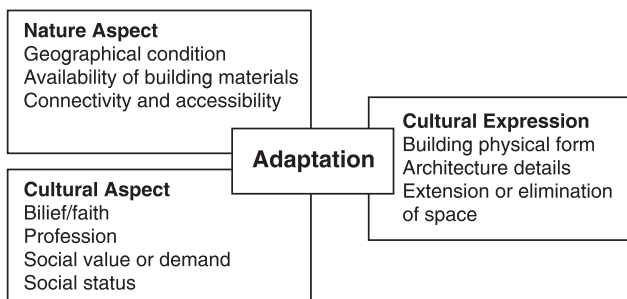 Nature Aspect
Geographical condition
Availability of building materials
Connectivity and accessibility
Cultural Aspect
Bilief/faith
Profession
Social value or demand
Social status
Adaptation
Cultural Expression
Building physical form
Architecture details
Extension or elimination
of space